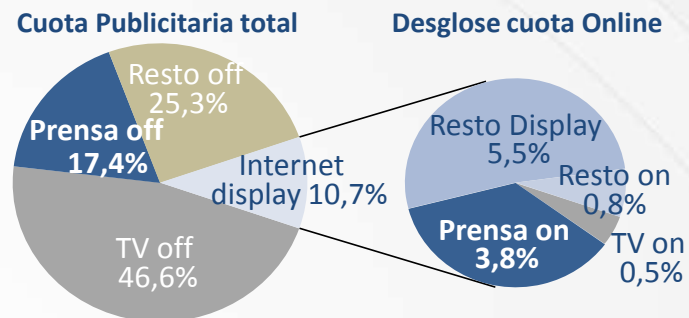 Cuota Publicitaria total
Resto off
25,3%
Prensa off
17,4%
Internet
display 10,7%
TV off
46,6%
Desglose cuota Online
Resto Display
5,5%
Resto on
0,8%
Prensa on
3,8%
TV on
0,5%